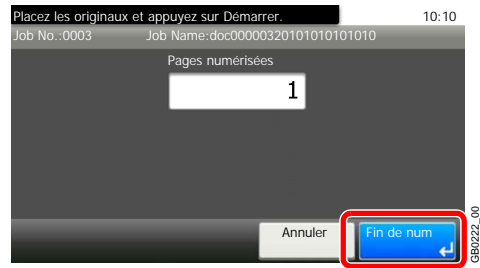 Placez les originaux et appuyez sur Démarrer. 10:10
Job No.:0003 Job Name:doc00000320101010101010
Pages numérisées
1
Annuler Fin de num
GB0222_00